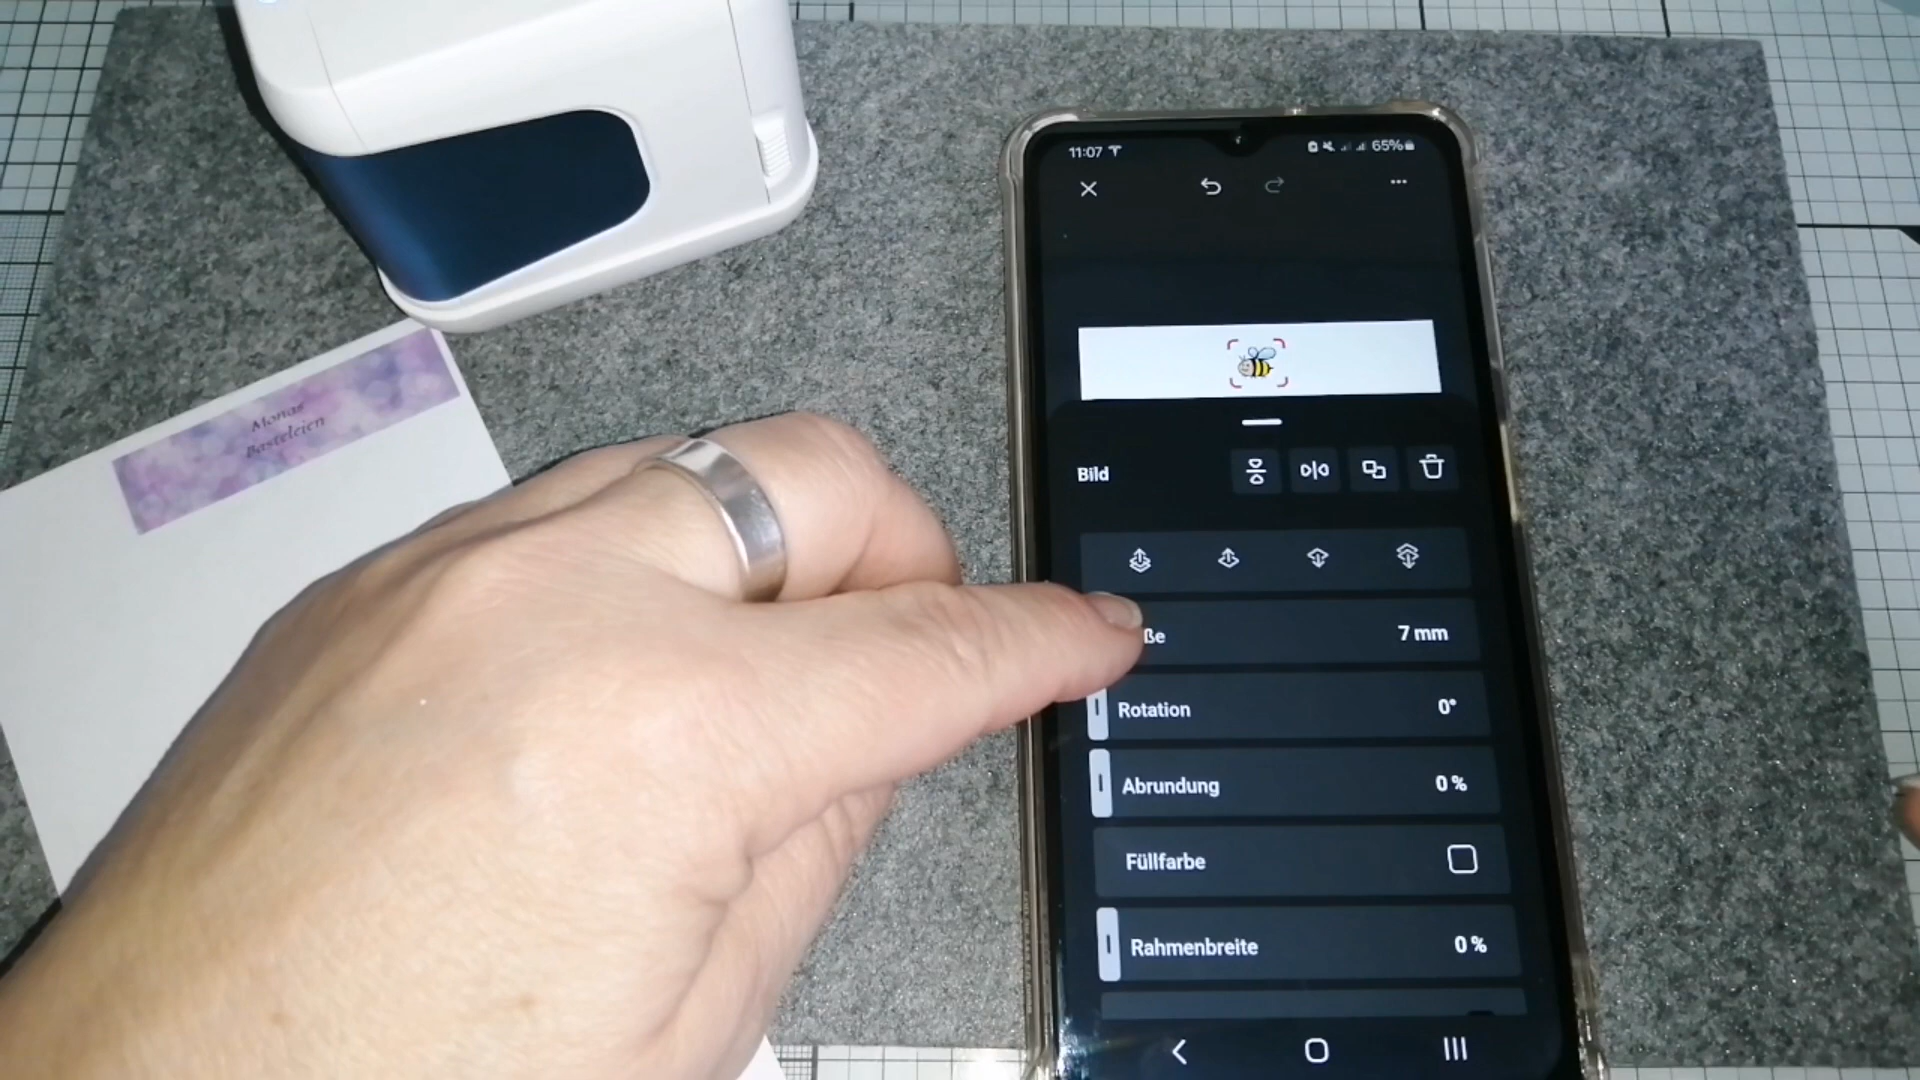 11:07
65%
Monas
Basteleien
Bild
ße 7 mm
Rotation 0°
Abrundung 0 %
Füllfarbe
Rahmenbreite 0 %